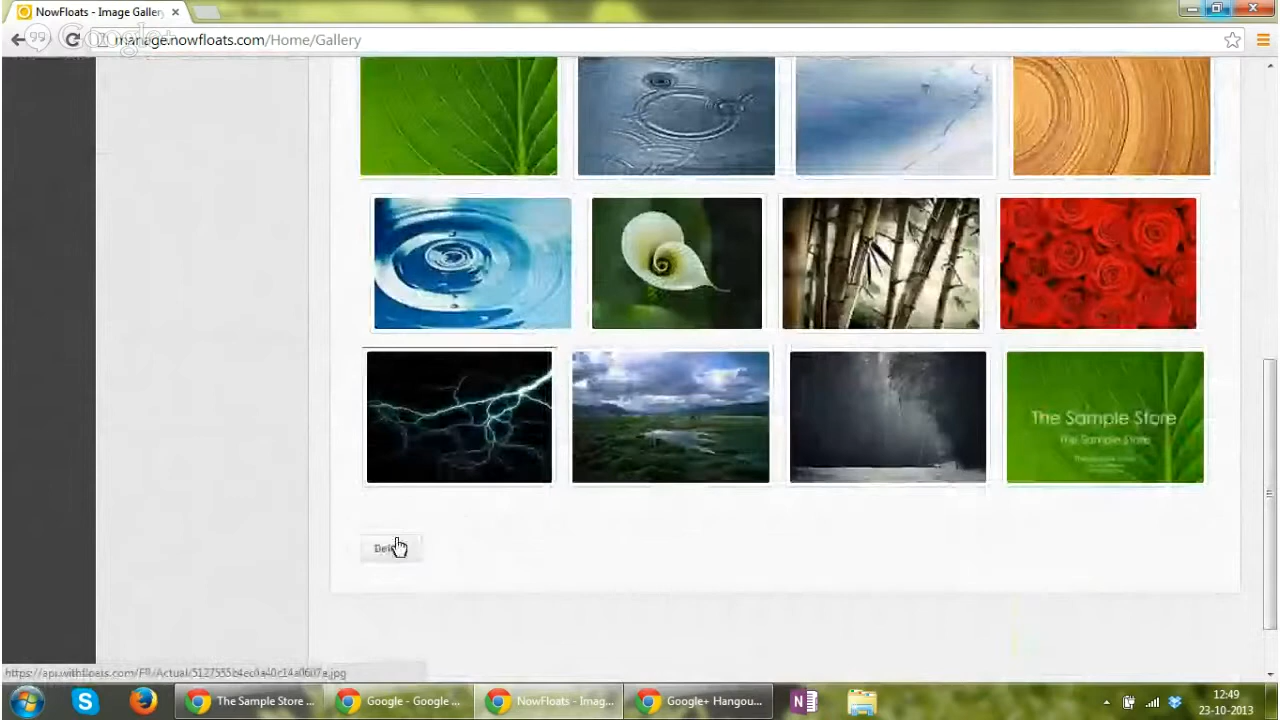 NowFloats - Image Gallery
Google+
manage.nowfloats.com/Home/Gallery
The Sample Store
The Sample Store
The Sample Store ...
Google - Google ...
NowFloats - Imag...
Google+ Hangou...
12:49
23-10-2013